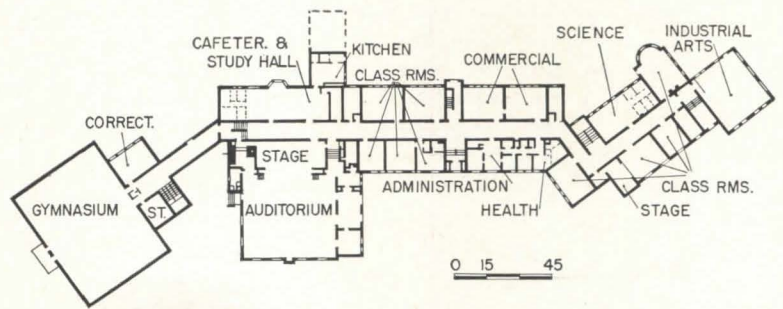 SCIENCE
INDUSTRIAL
ARTS
CAFETER. &
STUDY HALL
KITCHEN
CLASS RMS.
COMMERCIAL
CORRECT.
STAGE
GYMNASIUM
ST.
AUDITORIUM
ADMINISTRATION
HEALTH
CLASS RMS.
STAGE
0 15 45